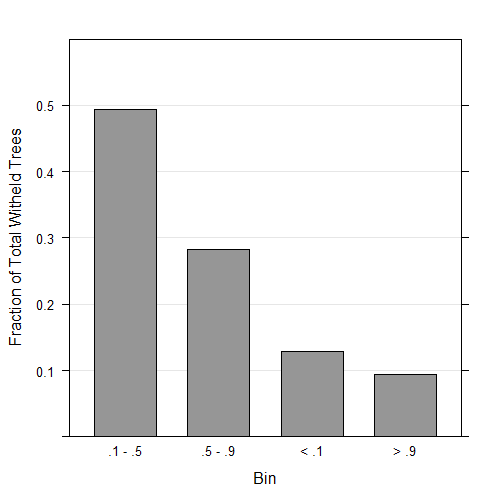 Fraction of Total Witheld Trees
0.5
0.4
0.3
0.2
0.1
.1 - .5 .5 - .9 < .1 > .9
Bin